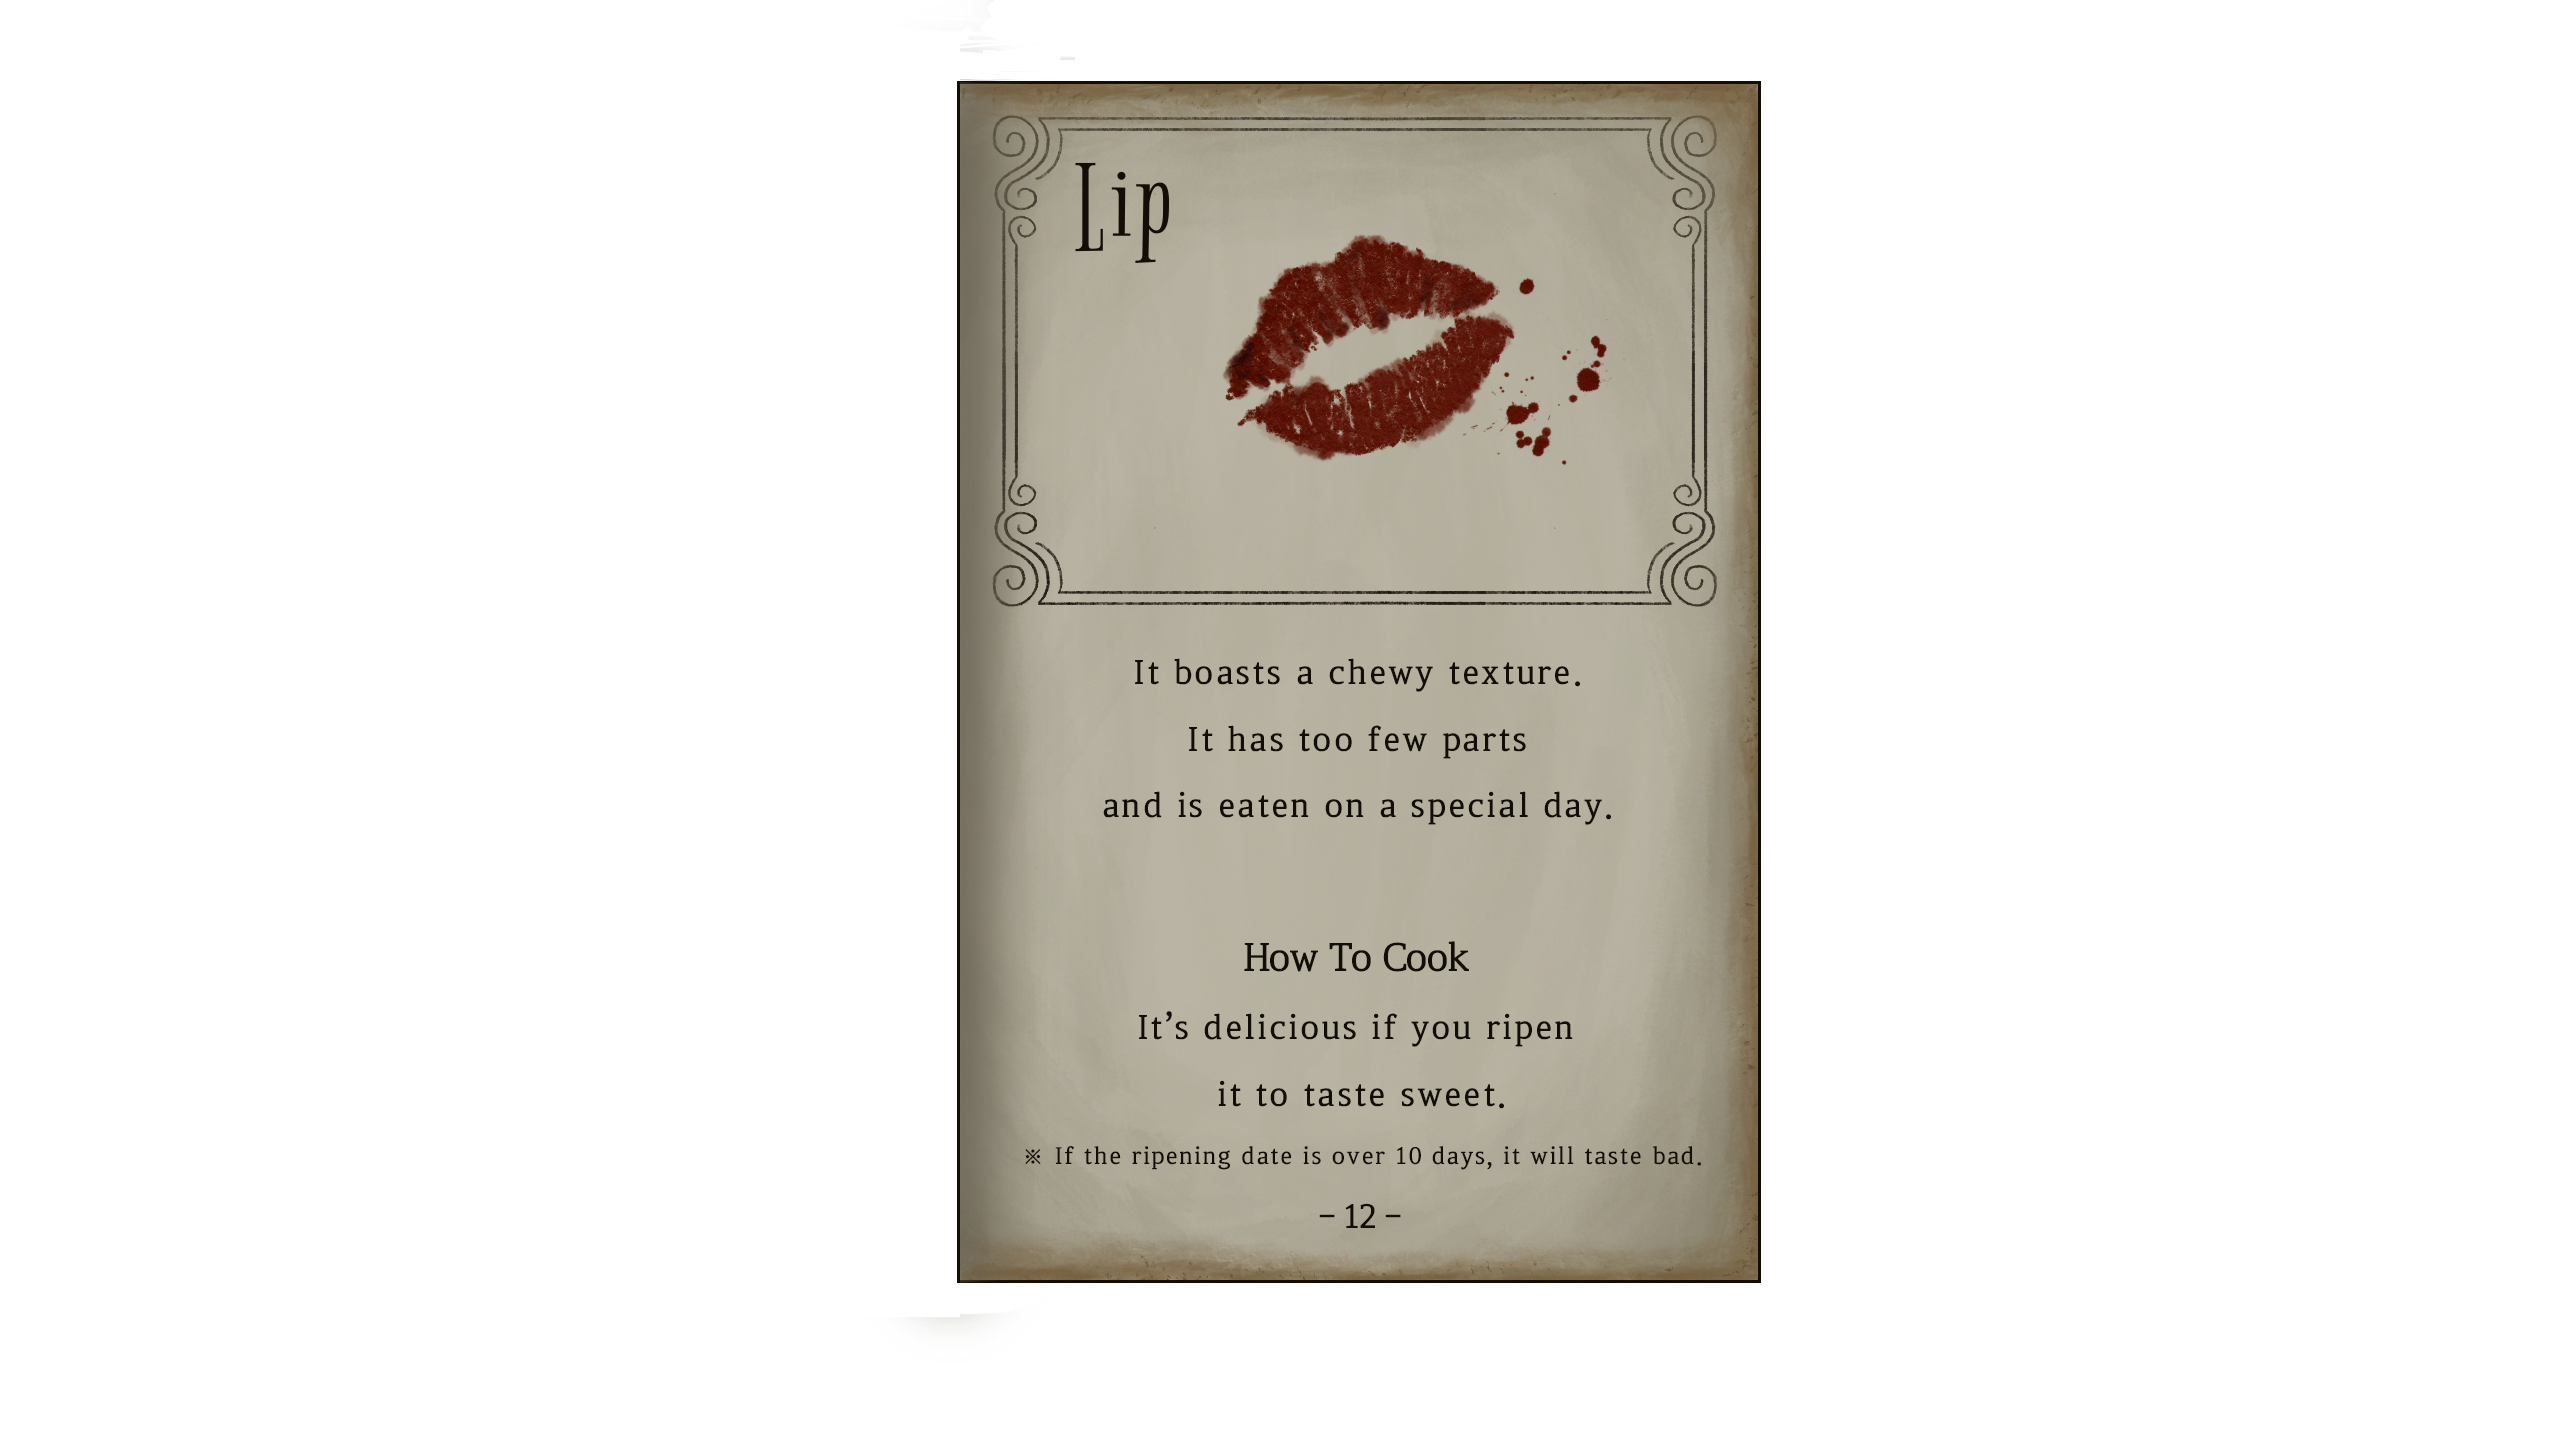 Lip
It boasts a chewy texture.
It has too few parts
and is eaten on a special day.
How To Cook
It’s delicious if you ripen
it to taste sweet.
※ If the ripening date is over 10 days, it will taste bad.
– 12 –